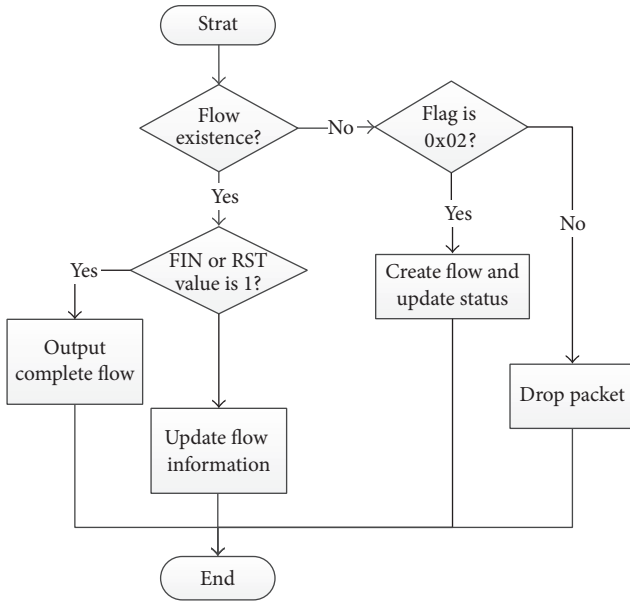 Strat
Flow
existence?
No
Flag is
0x02?
Yes
Yes
No
FIN or RST
value is 1?
Yes
Create flow and
update status
Output
complete flow
Drop packet
Update flow
information
End